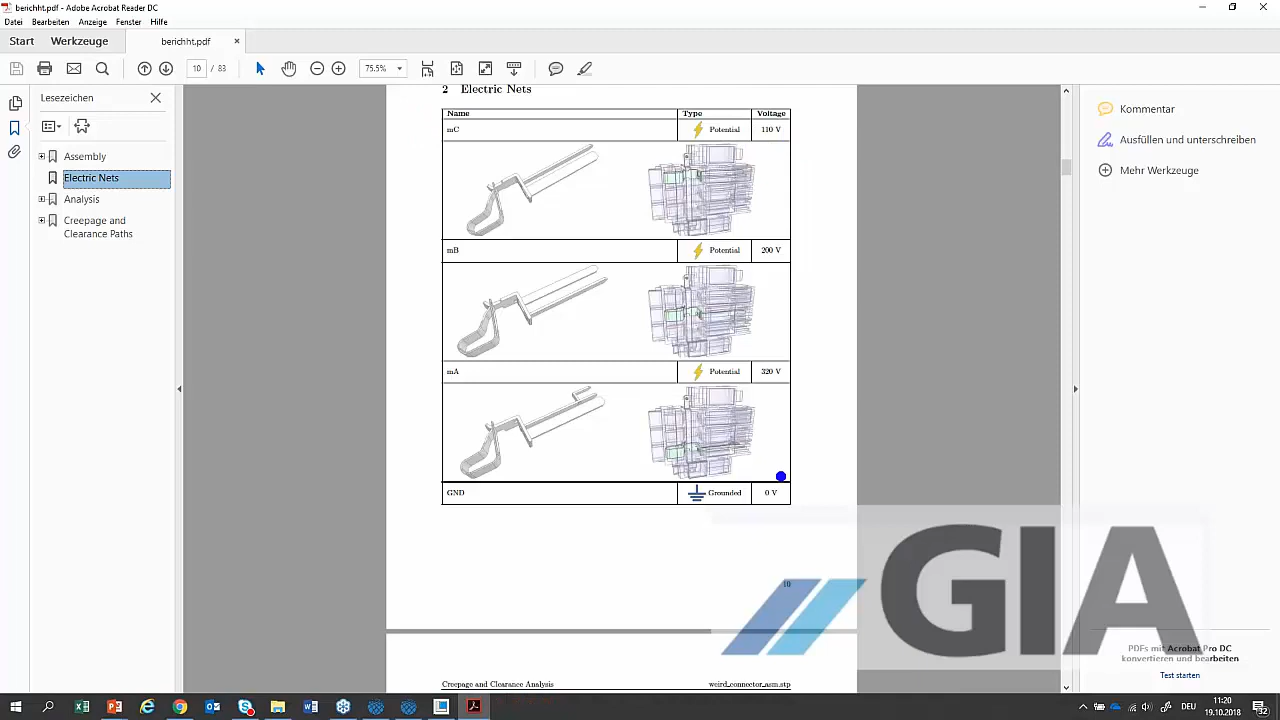 berichht.pdf - Adobe Acrobat Reader DC
Datei Bearbeiten Anzeige Fenster Hilfe
Start Werkzeuge berichht.pdf ×
10 / 83 75.5%
Lesezeichen
Assembly
Electric Nets
Analysis
Creepage and
Clearance Paths
2 Electric Nets
Name Type Voltage
mC Potential 110 V
mB Potential 200 V
mA Potential 320 V
GND Grounded 0 V
10
Creepage and Clearance Analysis weird_connector_asm.stp
Kommentar
Ausfüllen und unterschreiben
Mehr Werkzeuge
GIA
PDFs mit Acrobat Pro DC
konvertieren und bearbeiten
Test starten
DEU
11:20
19.10.2018